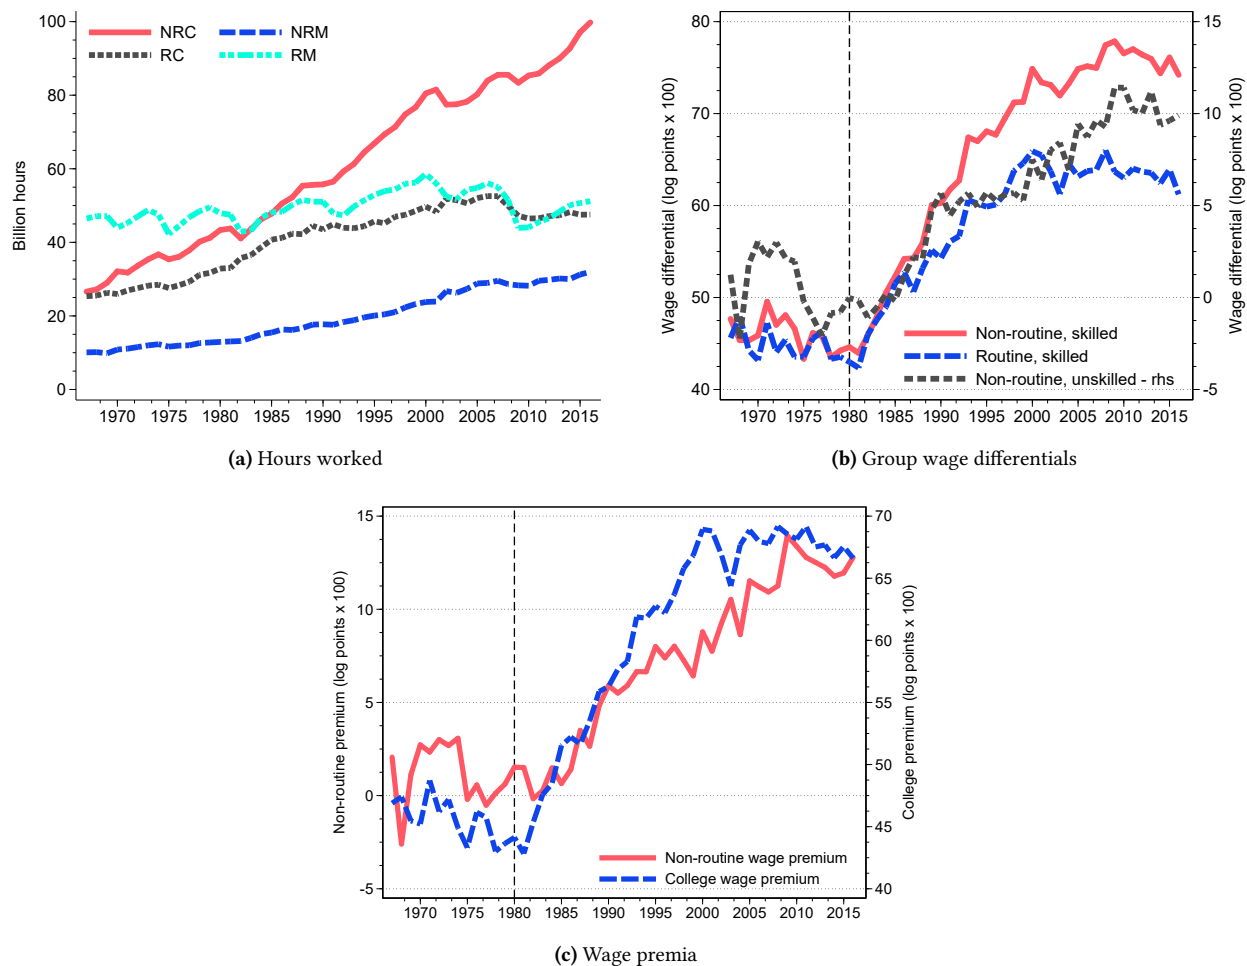 100
80
60
40
20
0
Billion hours
NRC
NRM
RC
RM
1970 1975 1980 1985 1990 1995 2000 2005 2010 2015
(a) Hours worked
80
70
60
50
40
Wage differential (log points x 100)
15
10
5
0
-5
Wage differential (log points x 100)
Non-routine, skilled
Routine, skilled
Non-routine, unskilled - rhs
1970 1975 1980 1985 1990 1995 2000 2005 2010 2015
(b) Group wage differentials
15
10
5
0
-5
Non-routine premium (log points x 100)
70
65
60
55
50
45
40
College premium (log points x 100)
Non-routine wage premium
College wage premium
1970 1975 1980 1985 1990 1995 2000 2005 2010 2015
(c) Wage premia